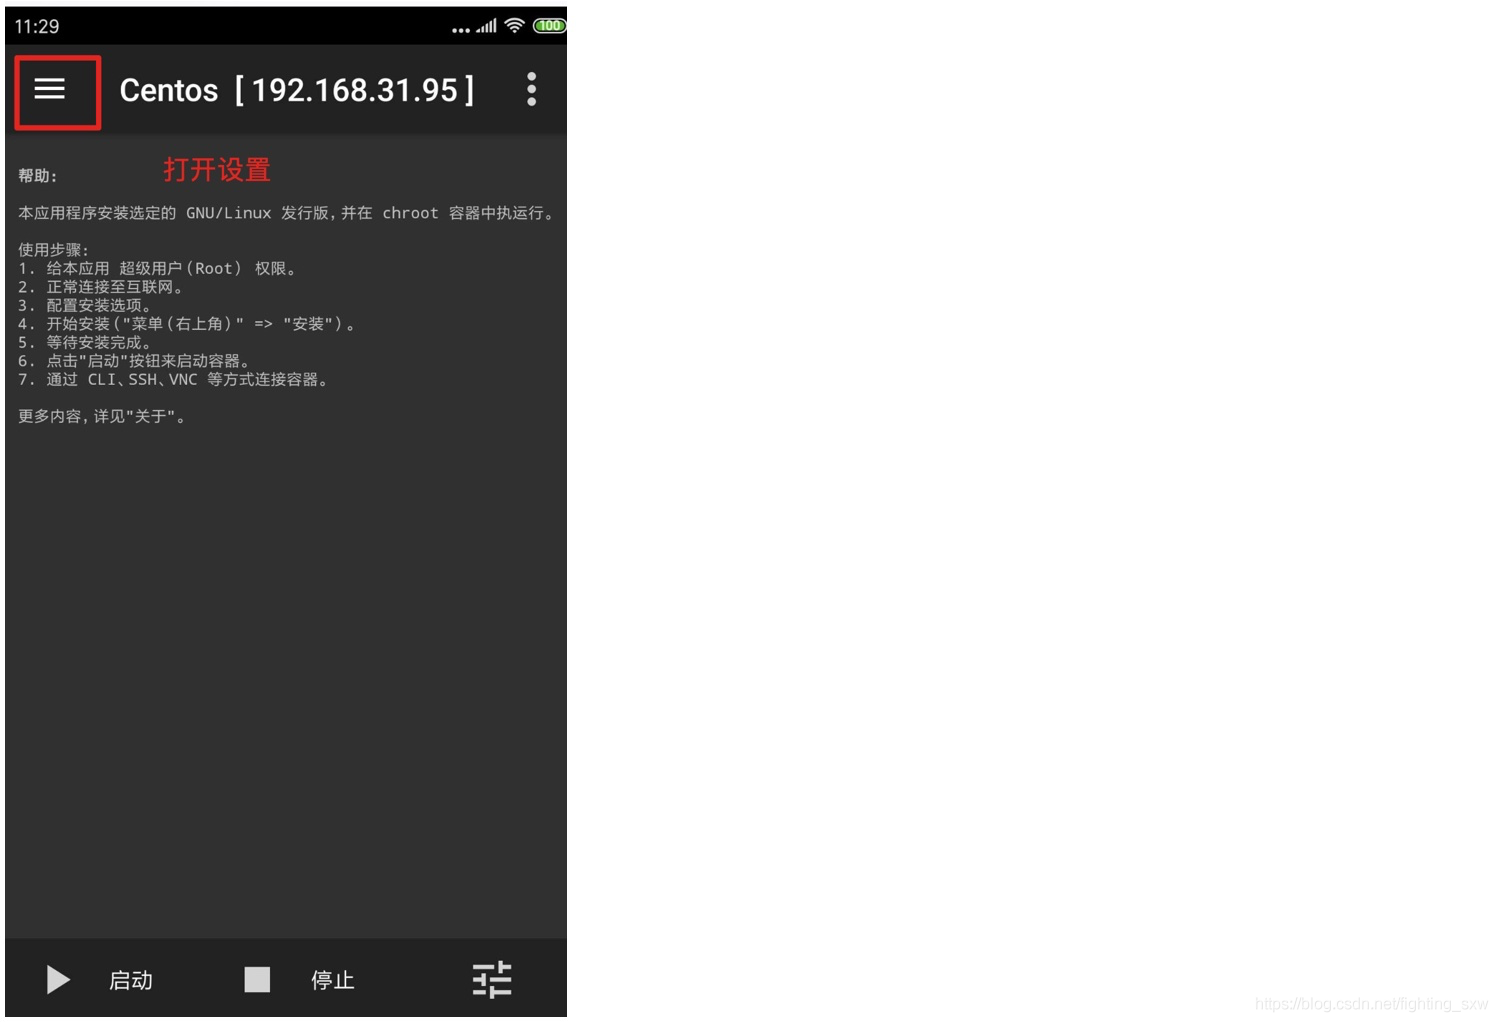 11:29
100
Centos [ 192.168.31.95 ]
打开设置
帮助:
本应用程序安装选定的 GNU/Linux 发行版,并在 chroot 容器中执运行。
使用步骤:
1. 给本应用 超级用户(Root) 权限。
2. 正常连接至互联网。
3. 配置安装选项。
4. 开始安装("菜单(右上角)" => "安装")。
5. 等待安装完成。
6. 点击"启动"按钮来启动容器。
7. 通过 CLI、SSH、VNC 等方式连接容器。
更多内容,详见"关于"。
启动 停止
https://blog.csdn.net/fighting_sxw